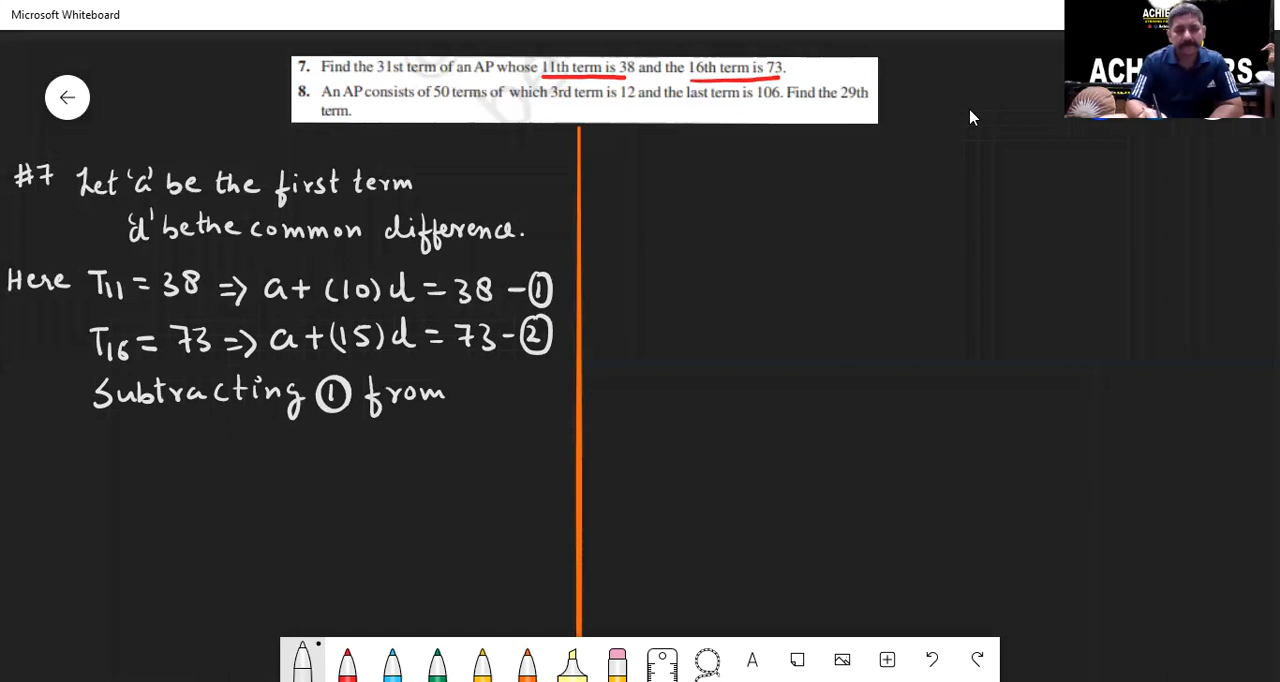 Microsoft Whiteboard
7. Find the 31st term of an AP whose 11th term is 38 and the 16th term is 73.
8. An AP consists of 50 terms of which 3rd term is 12 and the last term is 106. Find the 29th
term.
#7 Let 'a' be the first term
'd' be the common difference.
Here T11 = 38 => a + (10)d = 38 - ①
T16 = 73 => a + (15)d = 73 - ②
Subtracting ① from
A